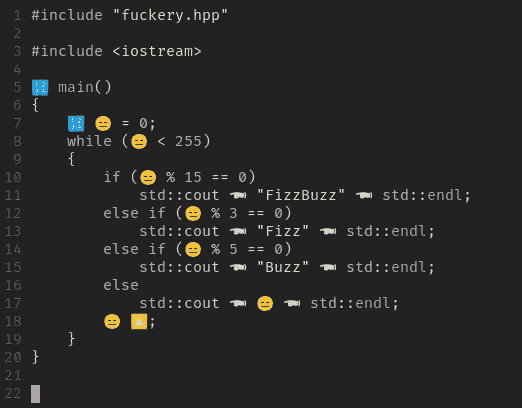 1 #include "fuckery.hpp"
2
3 #include <iostream>
4
5 🔢 main()
6 {
7 🔢 😑 = 0;
8 while (😑 < 255)
9 {
10 if (😑 % 15 == 0)
11 std::cout 👈 "FizzBuzz" 👈 std::endl;
12 else if (😑 % 3 == 0)
13 std::cout 👈 "Fizz" 👈 std::endl;
14 else if (😑 % 5 == 0)
15 std::cout 👈 "Buzz" 👈 std::endl;
16 else
17 std::cout 👈 😑 👈 std::endl;
18 😑 🔼;
19 }
20 }
21
22